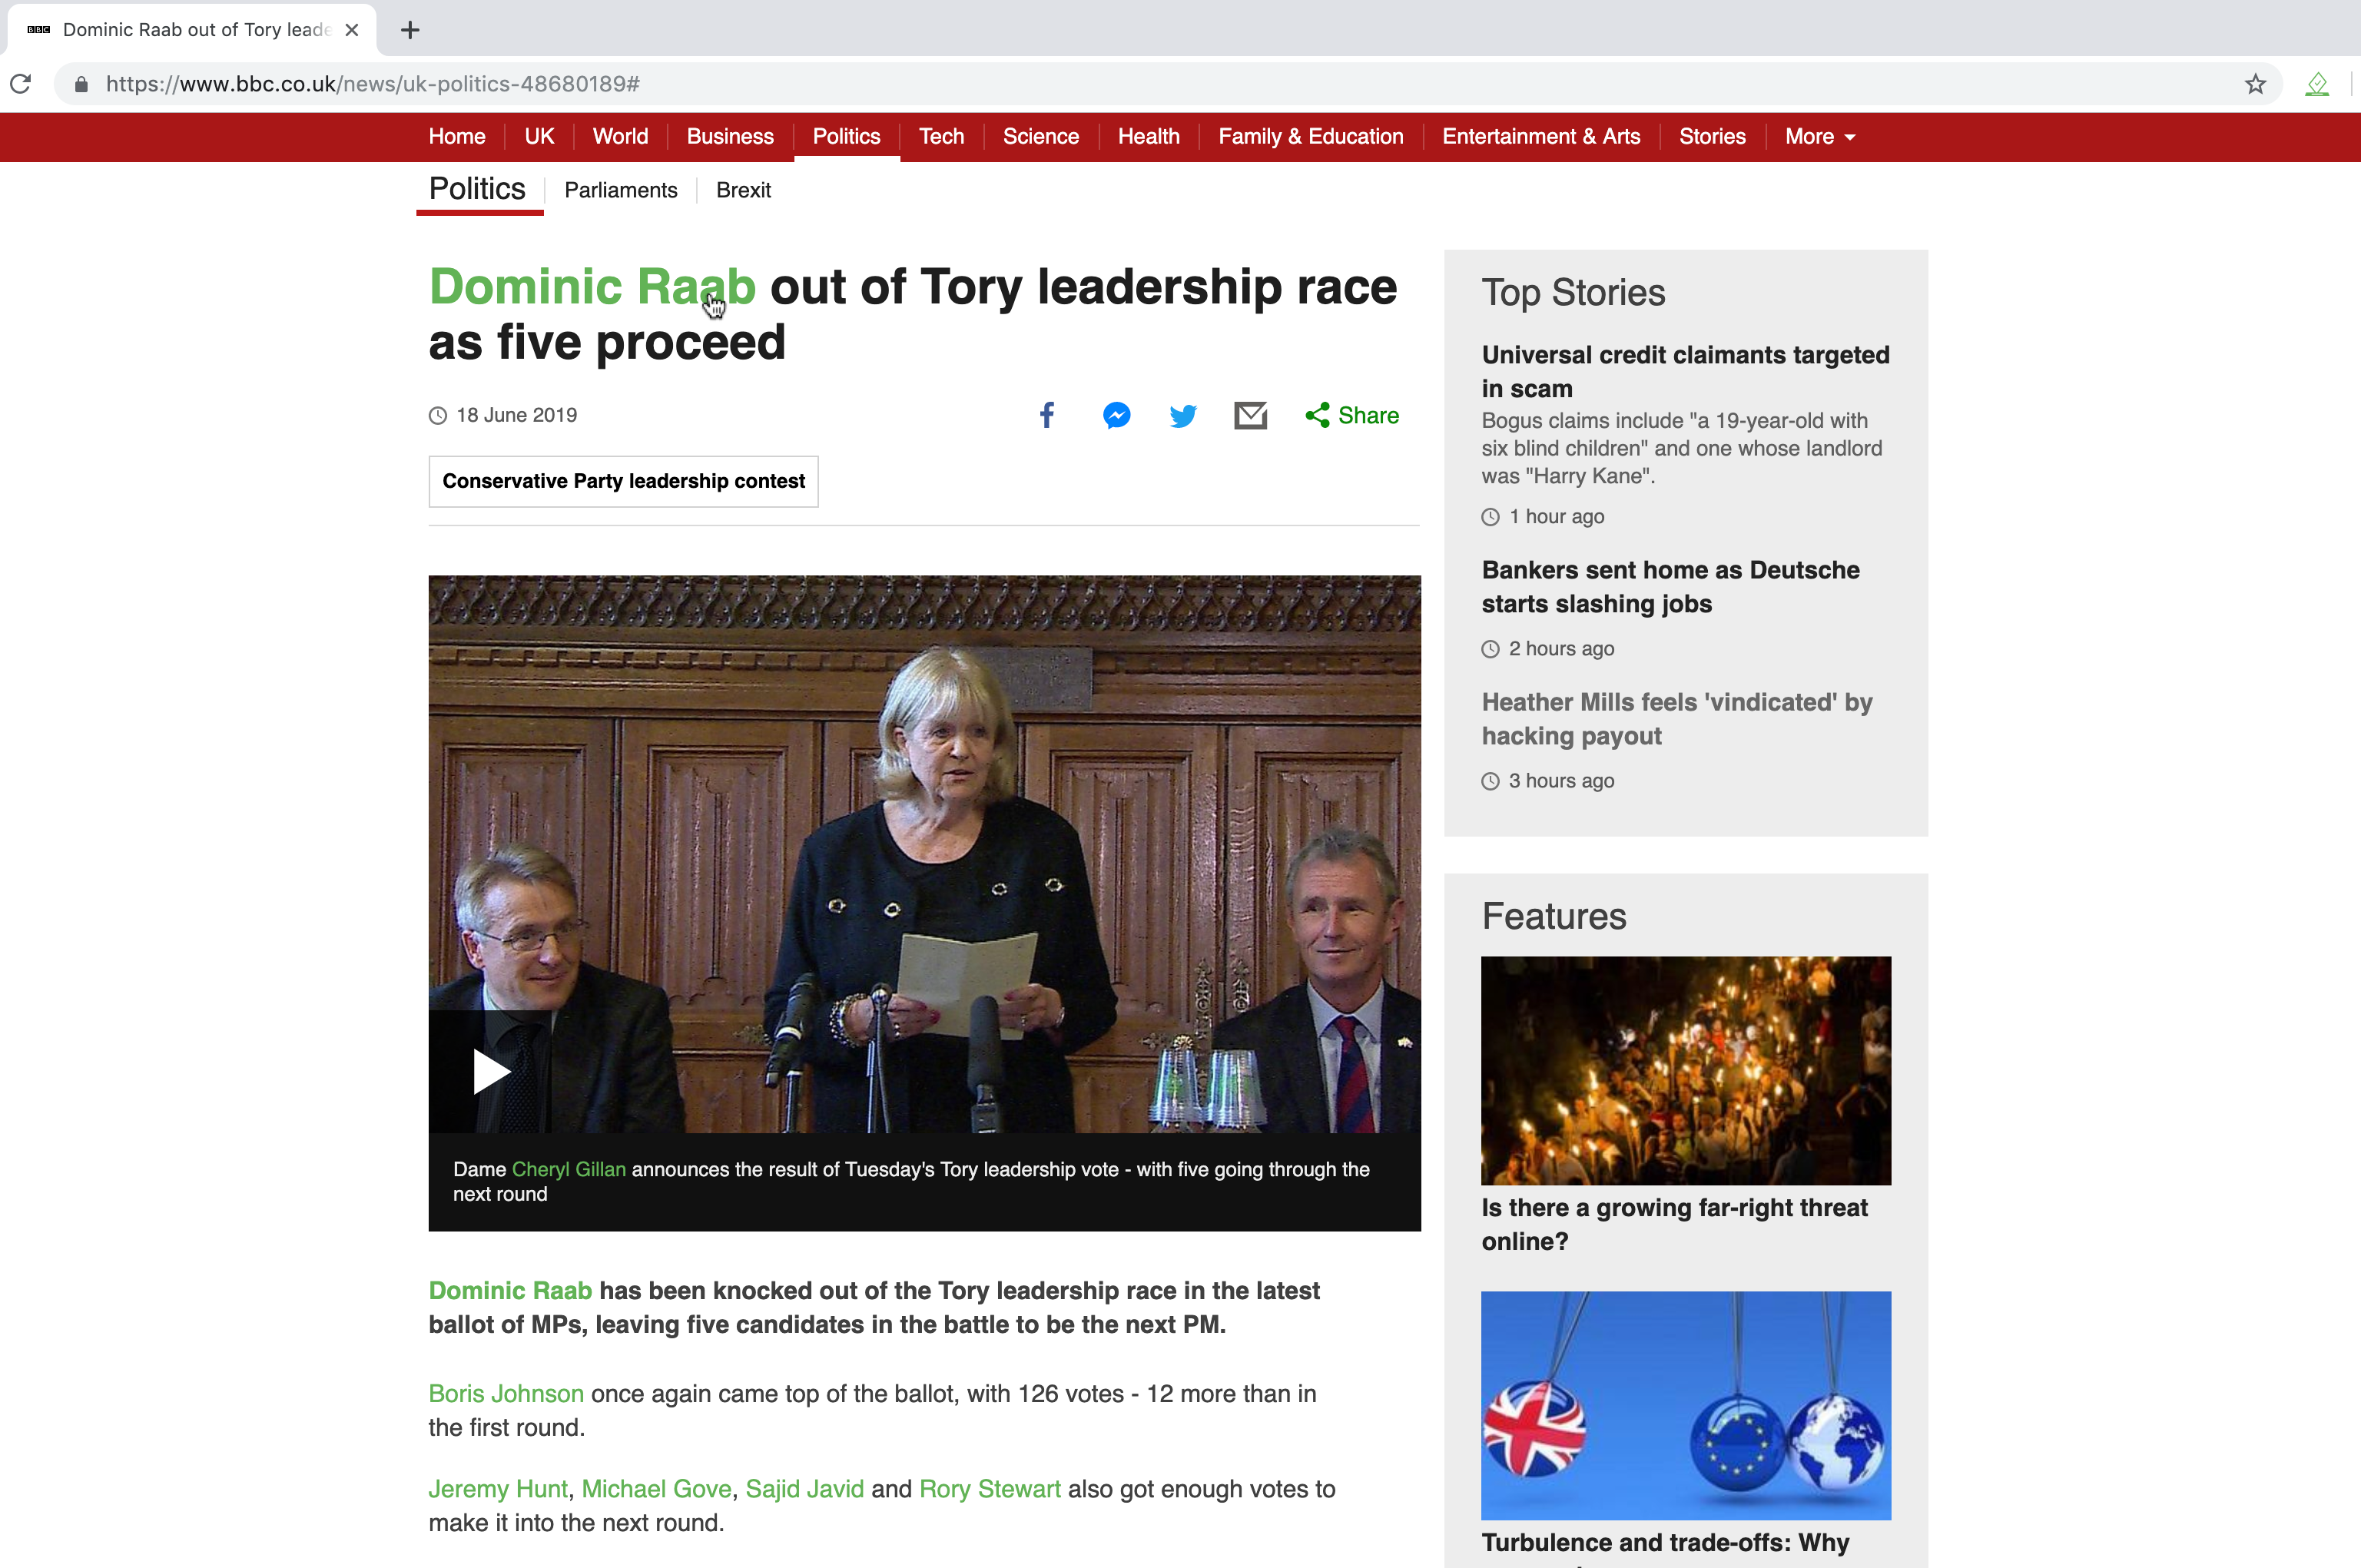 BBC Dominic Raab out of Tory leade
https://www.bbc.co.uk/news/uk-politics-48680189#
Home UK World Business Politics Tech Science Health Family & Education Entertainment & Arts Stories More
Politics Parliaments Brexit
Dominic Raab out of Tory leadership race
as five proceed
18 June 2019
Share
Conservative Party leadership contest
Dame Cheryl Gillan announces the result of Tuesday's Tory leadership vote - with five going through the
next round
Dominic Raab has been knocked out of the Tory leadership race in the latest
ballot of MPs, leaving five candidates in the battle to be the next PM.
Boris Johnson once again came top of the ballot, with 126 votes - 12 more than in
the first round.
Jeremy Hunt, Michael Gove, Sajid Javid and Rory Stewart also got enough votes to
make it into the next round.
Top Stories
Universal credit claimants targeted
in scam
Bogus claims include "a 19-year-old with
six blind children" and one whose landlord
was "Harry Kane".
1 hour ago
Bankers sent home as Deutsche
starts slashing jobs
2 hours ago
Heather Mills feels 'vindicated' by
hacking payout
3 hours ago
Features
Is there a growing far-right threat
online?
Turbulence and trade-offs: Why